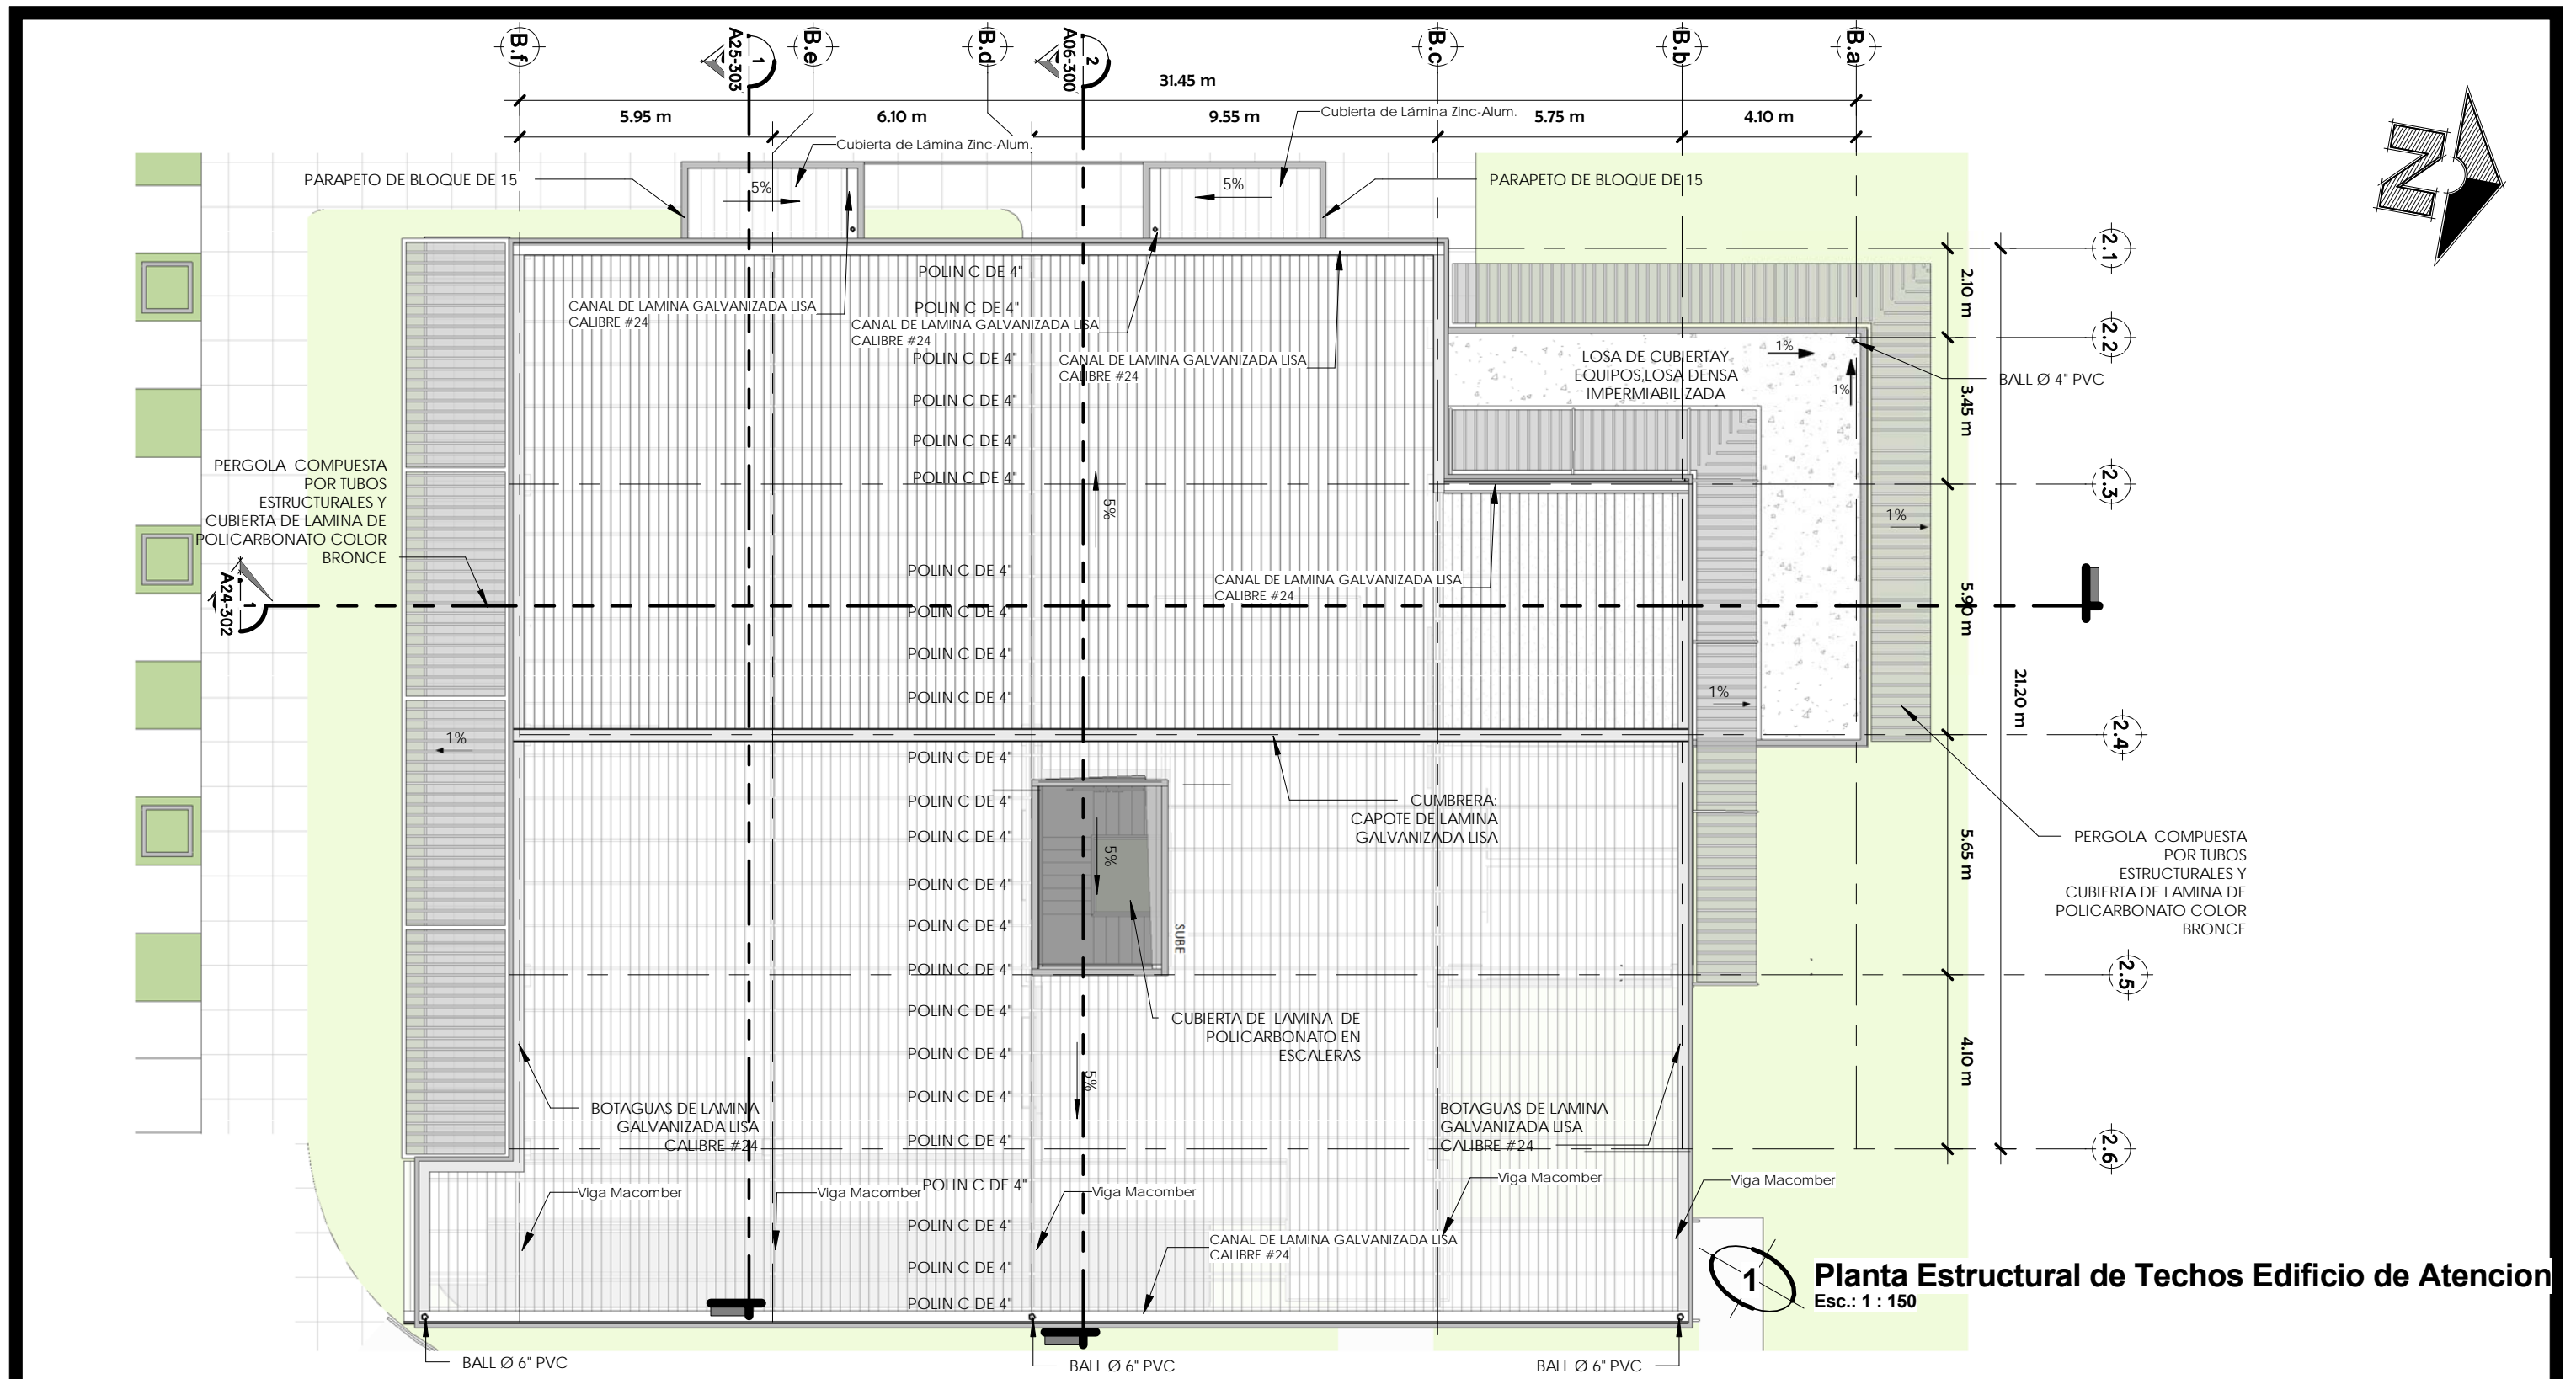 B.f
1
A25-303
B.e
B.d
2
A06-300
B.c
B.b
B.a
31.45 m
5.95 m
6.10 m
9.55 m
5.75 m
4.10 m
Cubierta de Lámina Zinc-Alum.
Cubierta de Lámina Zinc-Alum.
PARAPETO DE BLOQUE DE 15
PARAPETO DE BLOQUE DE 15
5%
5%
N
2.1
2.10 m
2.2
3.45 m
2.3
5.90 m
21.20 m
2.4
5.65 m
2.5
4.10 m
2.6
POLIN C DE 4"
POLIN C DE 4"
CANAL DE LAMINA GALVANIZADA LISA
CALIBRE #24
CANAL DE LAMINA GALVANIZADA LISA
CALIBRE #24
POLIN C DE 4"
CANAL DE LAMINA GALVANIZADA LISA
CALIBRE #24
LOSA DE CUBIERTAY
EQUIPOS,LOSA DENSA
IMPERMIABILIZADA
1%
1%
BALL Ø 4" PVC
POLIN C DE 4"
POLIN C DE 4"
POLIN C DE 4"
PERGOLA COMPUESTA
POR TUBOS
ESTRUCTURALES Y
CUBIERTA DE LAMINA DE
POLICARBONATO COLOR
BRONCE
5%
1%
POLIN C DE 4"
CANAL DE LAMINA GALVANIZADA LISA
CALIBRE #24
1
A24-302
POLIN C DE 4"
POLIN C DE 4"
POLIN C DE 4"
1%
1%
POLIN C DE 4"
POLIN C DE 4"
CUMBRERA:
CAPOTE DE LAMINA
GALVANIZADA LISA
POLIN C DE 4"
5%
PERGOLA COMPUESTA
POR TUBOS
ESTRUCTURALES Y
CUBIERTA DE LAMINA DE
POLICARBONATO COLOR
BRONCE
POLIN C DE 4"
POLIN C DE 4"
SUBE
POLIN C DE 4"
POLIN C DE 4"
CUBIERTA DE LAMINA DE
POLICARBONATO EN
ESCALERAS
POLIN C DE 4"
5%
POLIN C DE 4"
BOTAGUAS DE LAMINA
GALVANIZADA LISA
CALIBRE #24
BOTAGUAS DE LAMINA
GALVANIZADA LISA
CALIBRE #24
POLIN C DE 4"
Viga Macomber
Viga Macomber
POLIN C DE 4"
Viga Macomber
Viga Macomber
Viga Macomber
POLIN C DE 4"
CANAL DE LAMINA GALVANIZADA LISA
CALIBRE #24
POLIN C DE 4"
POLIN C DE 4"
1
Planta Estructural de Techos Edificio de Atencion
Esc.: 1 : 150
BALL Ø 6" PVC
BALL Ø 6" PVC
BALL Ø 6" PVC